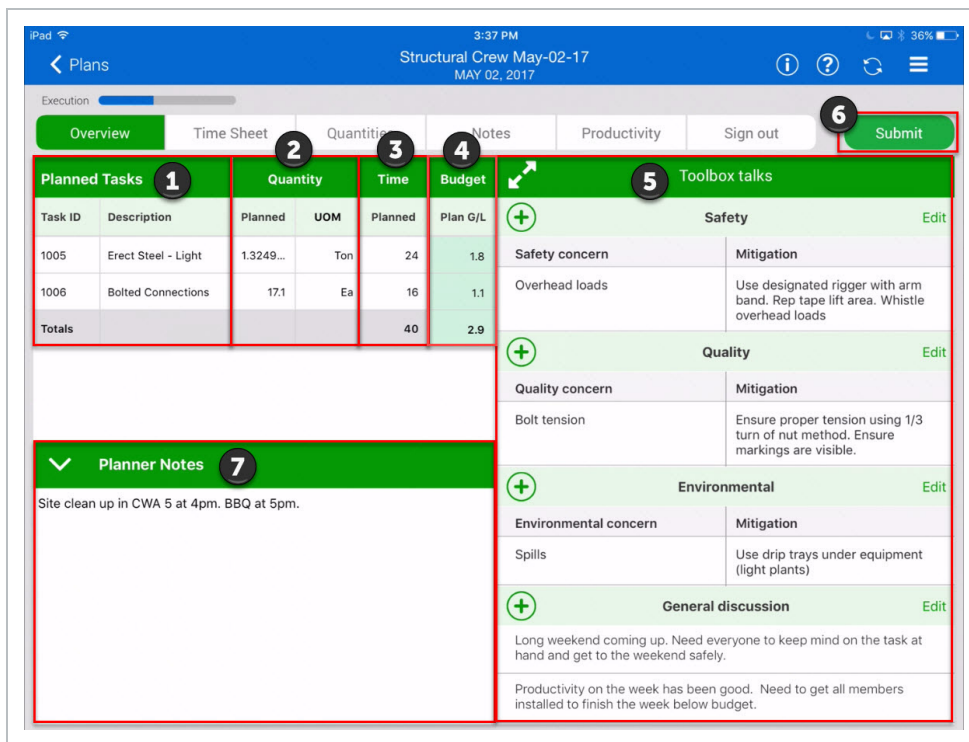 iPad 3:37 PM 36%
Plans
Structural Crew May-02-17
MAY 02, 2017
Execution
Overview Time Sheet Quantities Notes Productivity Sign out 6 Submit
Planned Tasks 1 2 Quantity 3 Time 4 Budget 5 Toolbox talks
Task ID Description Planned UOM Planned Plan G/L
1005 Erect Steel - Light 1.3249... Ton 24 1.8
1006 Bolted Connections 17.1 Ea 16 1.1
Totals 40 2.9
Safety Edit
Safety concern Mitigation
Overhead loads Use designated rigger with arm
band. Rep tape lift area. Whistle
overhead loads
Quality Edit
Quality concern Mitigation
Bolt tension Ensure proper tension using 1/3
turn of nut method. Ensure
markings are visible.
Environmental Edit
Environmental concern Mitigation
Spills Use drip trays under equipment
(light plants)
General discussion Edit
Long weekend coming up. Need everyone to keep mind on the task at
hand and get to the weekend safely.
Productivity on the week has been good. Need to get all members
installed to finish the week below budget.
Planner Notes 7
Site clean up in CWA 5 at 4pm. BBQ at 5pm.